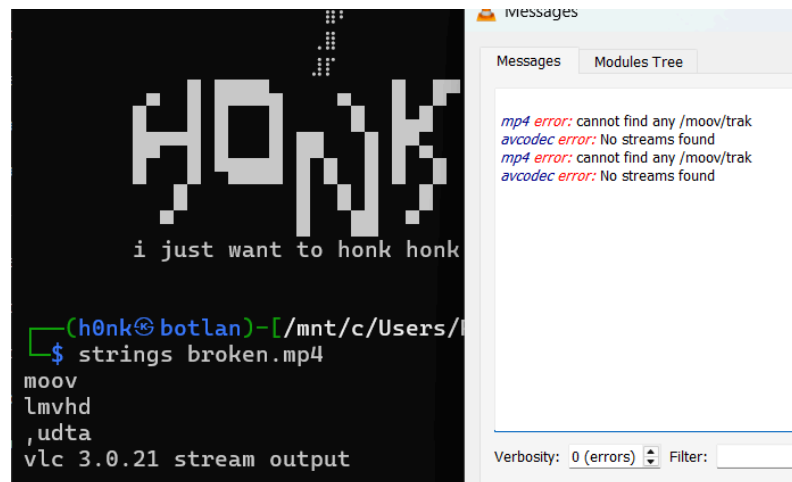 HONK
i just want to honk honk
┌──(h0nk㉿botlan)-[/mnt/c/Users/
└─$ strings broken.mp4
moov
lmvhd
,udta
vlc 3.0.21 stream output
Messages
Messages Modules Tree
mp4 error: cannot find any /moov/trak
avcodec error: No streams found
mp4 error: cannot find any /moov/trak
avcodec error: No streams found
Verbosity: 0 (errors) Filter: